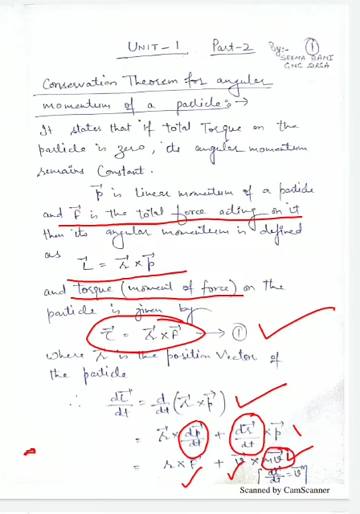 UNIT-1 Part-2 By:- ①
SEEMA RANI
GNC
Conservation Theorem for angular
momentum of a particle:→
It states that if total Torque on the
particle is zero, its angular momentum
remains Constant.
p⃗ is linear momentum of a particle
and F⃗ is the total force acting on it
then its angular momentum is defined
as L⃗ = r⃗ × p⃗
and torque (moment of force) on the
particle is given by
τ⃗ = r⃗ × F⃗ → ①
where r⃗ is the position vector of
the particle
∴ dL⃗/dt = d/dt (r⃗ × p⃗)
= r⃗ × dp⃗/dt + dr⃗/dt × p⃗
= r × F + v⃗ × mv⃗
[dr⃗/dt = v⃗]
Scanned by CamScanner